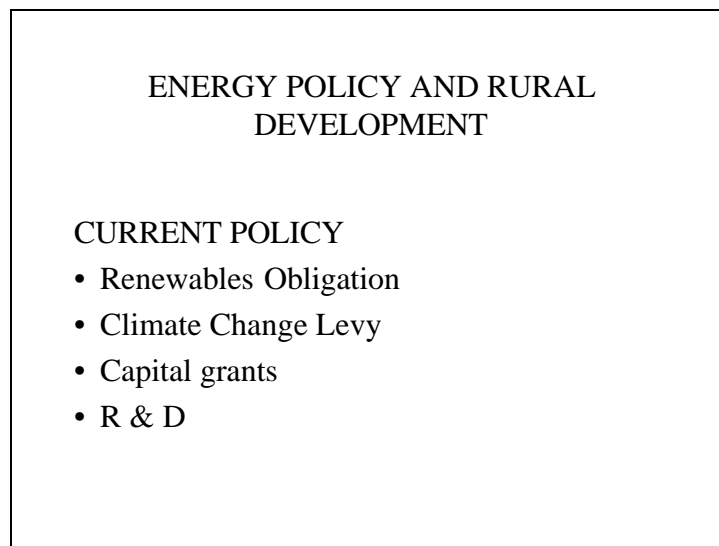 ENERGY POLICY AND RURAL
DEVELOPMENT
CURRENT POLICY
• Renewables Obligation
• Climate Change Levy
• Capital grants
• R & D